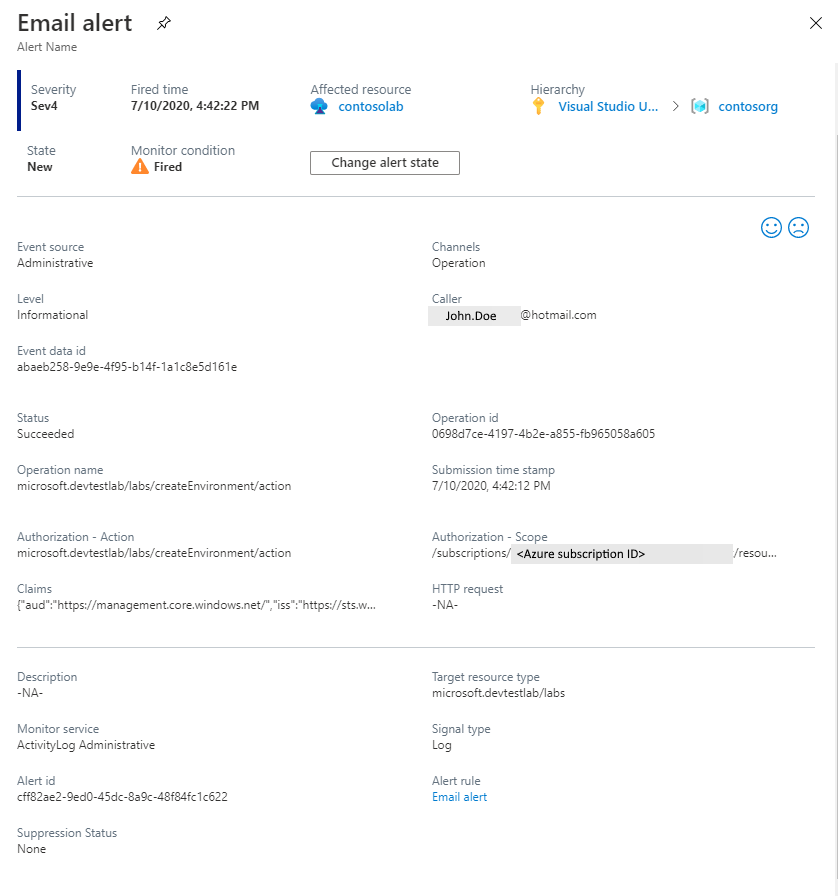 Email alert
Alert Name
Severity Fired time Affected resource Hierarchy
Sev4 7/10/2020, 4:42:22 PM contosolab Visual Studio U... > contosorg
State Monitor condition
New Fired Change alert state
Event source Channels
Administrative Operation
Level Caller
Informational John.Doe @hotmail.com
Event data id
abaeb258-9e9e-4f95-b14f-1a1c8e5d161e
Status Operation id
Succeeded 0698d7ce-4197-4b2e-a855-fb965058a605
Operation name Submission time stamp
microsoft.devtestlab/labs/createEnvironment/action 7/10/2020, 4:42:12 PM
Authorization - Action Authorization - Scope
microsoft.devtestlab/labs/createEnvironment/action /subscriptions/ <Azure subscription ID> /resou...
Claims HTTP request
{"aud":"https://management.core.windows.net/","iss":"https://sts.w... -NA-
Description Target resource type
-NA- microsoft.devtestlab/labs
Monitor service Signal type
ActivityLog Administrative Log
Alert id Alert rule
cff82ae2-9ed0-45dc-8a9c-48f84fc1c622 Email alert
Suppression Status
None